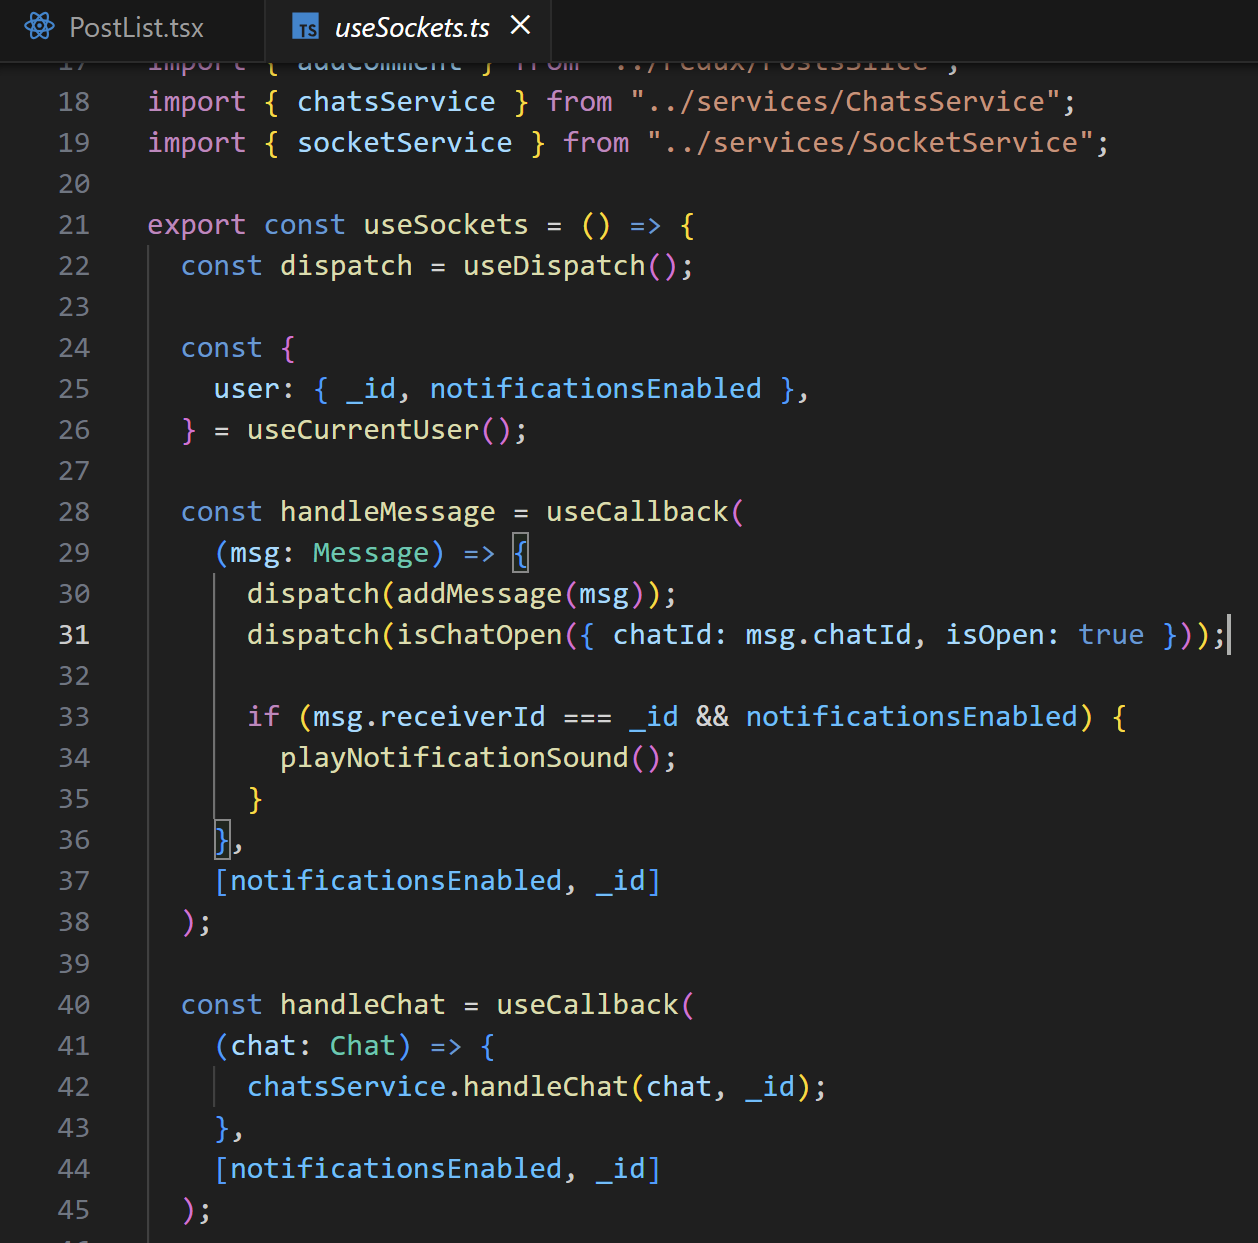 PostList.tsx
TS useSockets.ts ×
17 import { addComment } from "../redux/PostsSlice";
18 import { chatsService } from "../services/ChatsService";
19 import { socketService } from "../services/SocketService";
20
21 export const useSockets = () => {
22 const dispatch = useDispatch();
23
24 const {
25 user: { _id, notificationsEnabled },
26 } = useCurrentUser();
27
28 const handleMessage = useCallback(
29 (msg: Message) => {
30 dispatch(addMessage(msg));
31 dispatch(isChatOpen({ chatId: msg.chatId, isOpen: true }));
32
33 if (msg.receiverId === _id && notificationsEnabled) {
34 playNotificationSound();
35 }
36 },
37 [notificationsEnabled, _id]
38 );
39
40 const handleChat = useCallback(
41 (chat: Chat) => {
42 chatsService.handleChat(chat, _id);
43 },
44 [notificationsEnabled, _id]
45 );